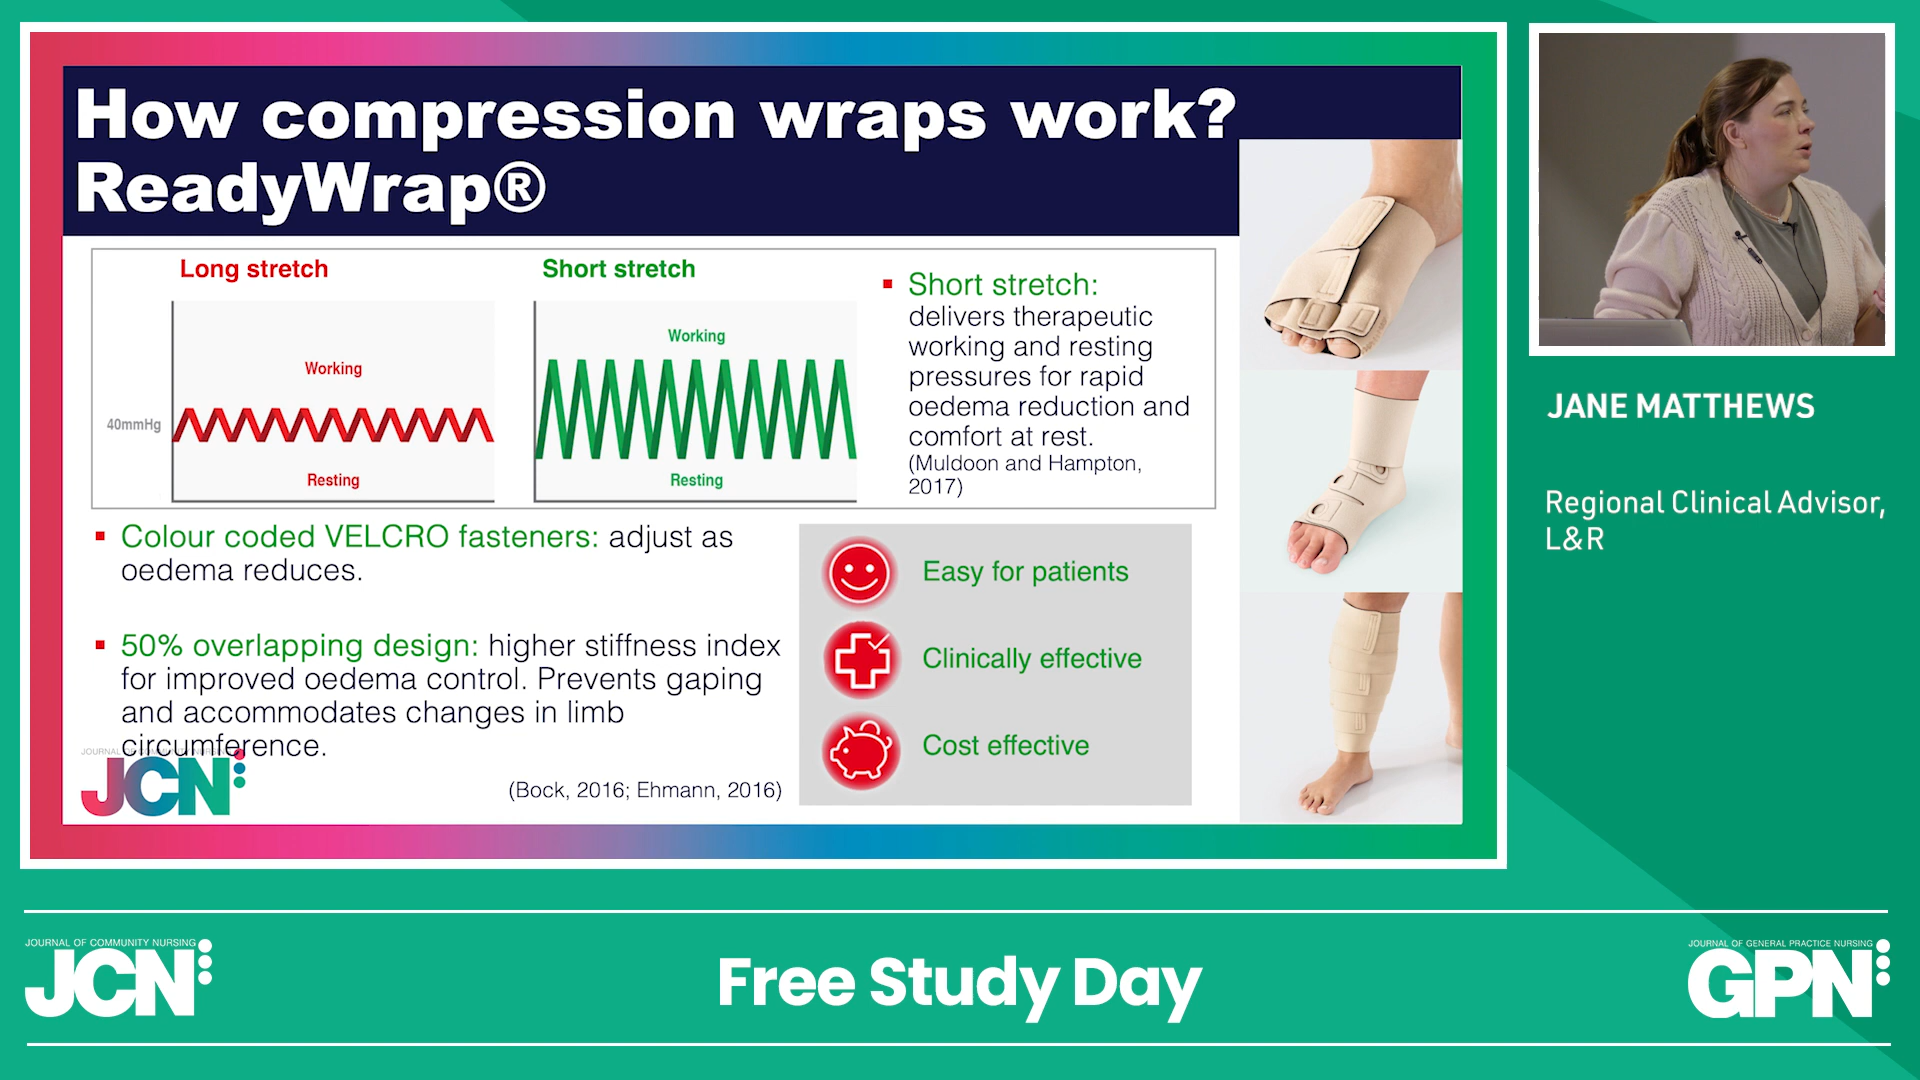 How compression wraps work?
ReadyWrap®
Long stretch
Working
40mmHg
Resting
Short stretch
Working
Resting
▪ Short stretch:
delivers therapeutic
working and resting
pressures for rapid
oedema reduction and
comfort at rest.
(Muldoon and Hampton,
2017)
▪ Colour coded VELCRO fasteners: adjust as
oedema reduces.
▪ 50% overlapping design: higher stiffness index
for improved oedema control. Prevents gaping
and accommodates changes in limb
circumference.
(Bock, 2016; Ehmann, 2016)
Easy for patients
Clinically effective
Cost effective
JOURNAL OF COMMUNITY NURSING
JCN
JANE MATTHEWS
Regional Clinical Advisor,
L&R
JOURNAL OF COMMUNITY NURSING
JCN
Free Study Day
JOURNAL OF GENERAL PRACTICE NURSING
GPN